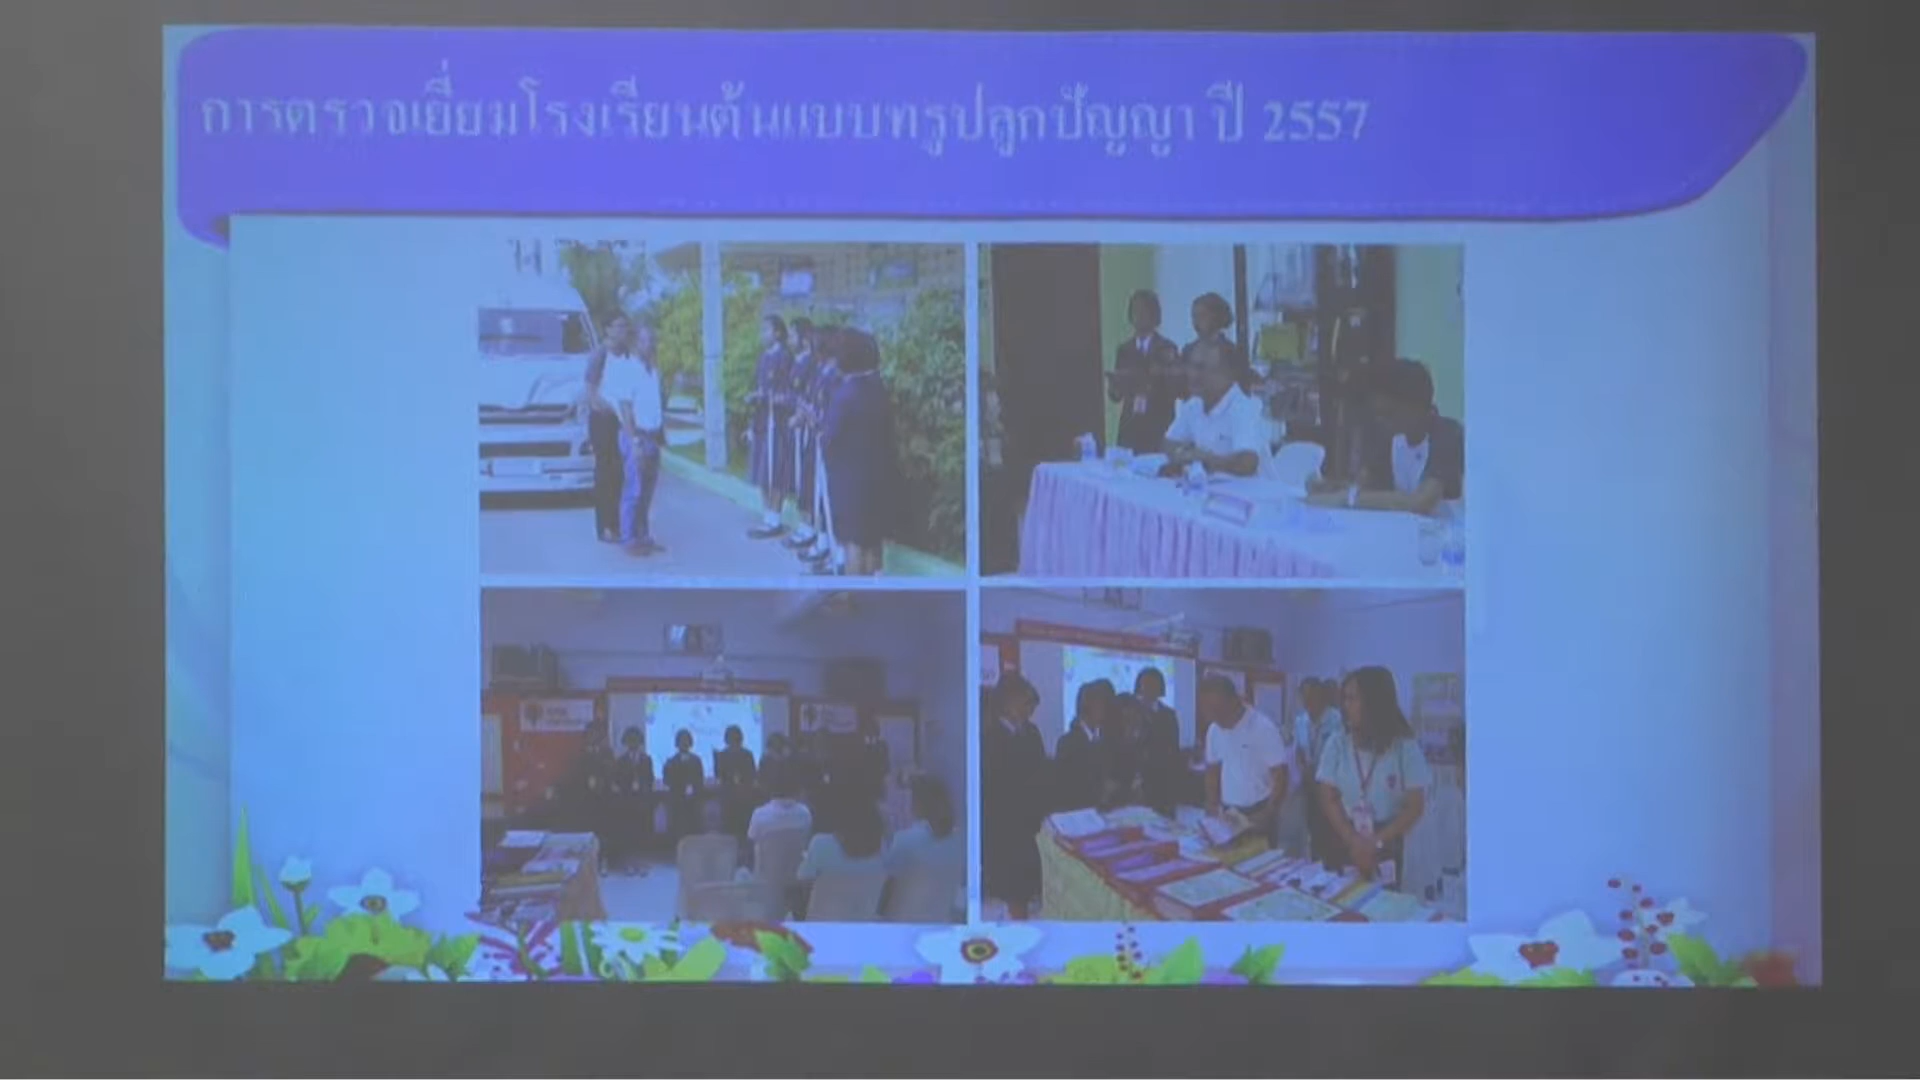 การตรวจเยี่ยมโรงเรียนต้นแบบทรูปลูกปัญญา ปี 2557